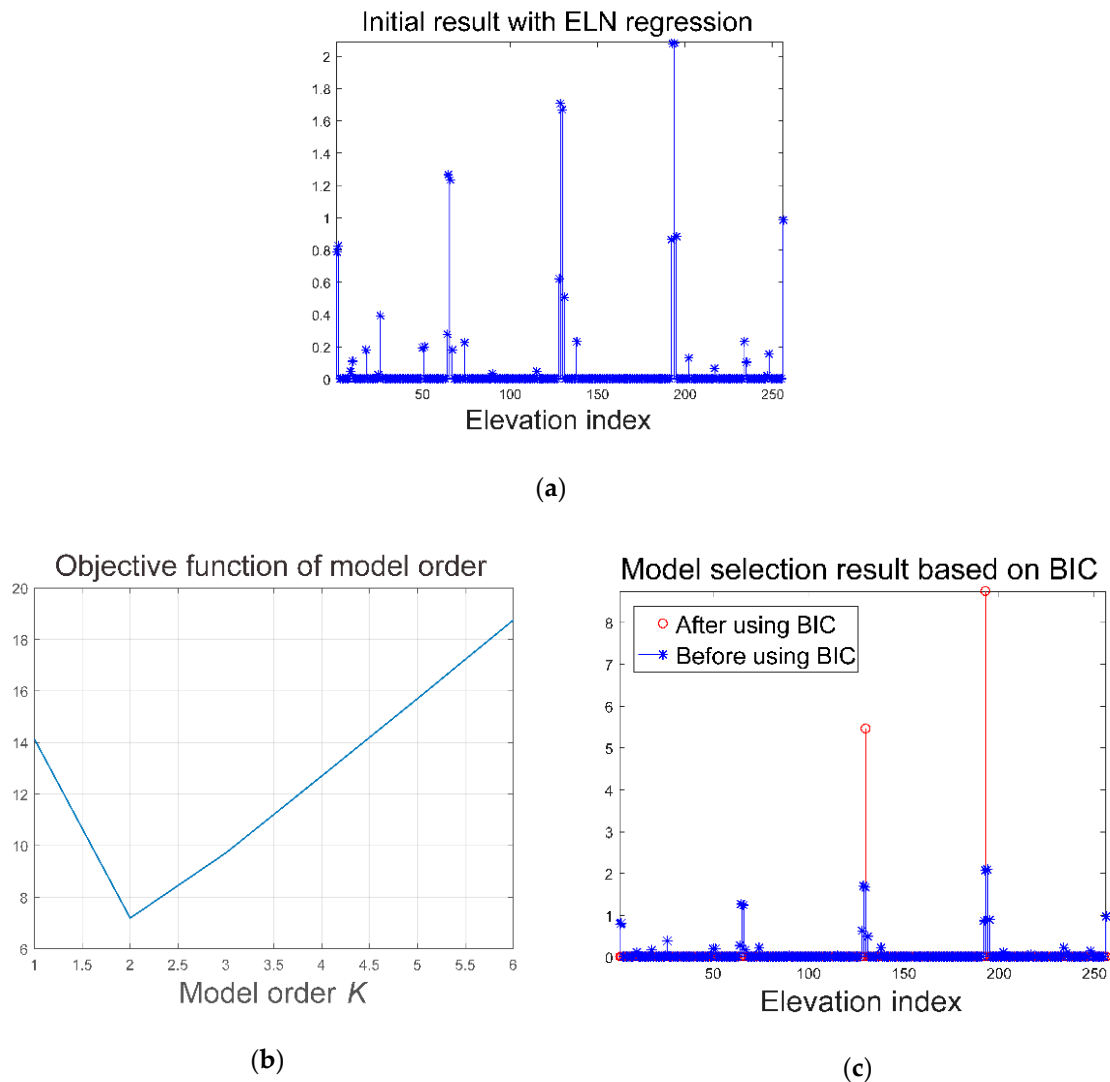 Initial result with ELN regression
2
1.8
1.6
1.4
1.2
1
0.8
0.6
0.4
0.2
0
50 100 150 200 250
Elevation index
(a)
Objective function of model order
20
18
16
14
12
10
8
6
1 1.5 2 2.5 3 3.5 4 4.5 5 5.5 6
Model order K
(b)
Model selection result based on BIC
After using BIC
Before using BIC
8
7
6
5
4
3
2
1
0
50 100 150 200 250
Elevation index
(c)